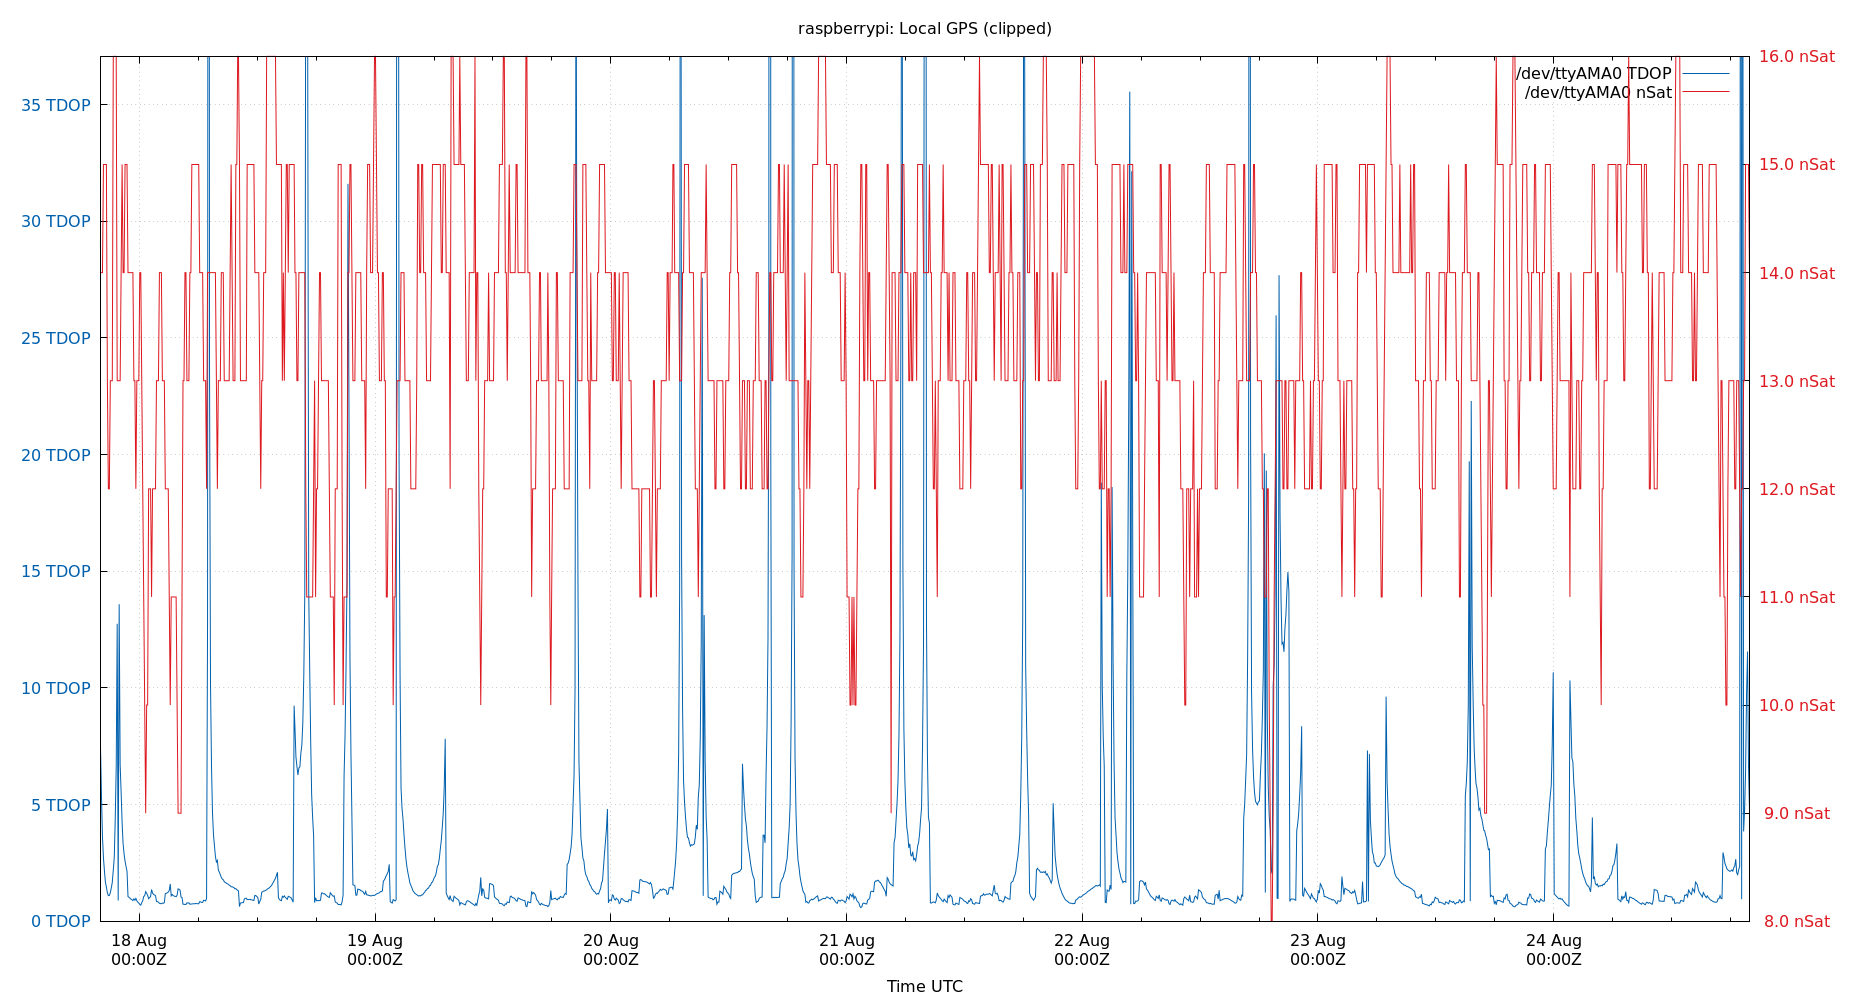 raspberrypi: Local GPS (clipped)
/dev/ttyAMA0 TDOP
/dev/ttyAMA0 nSat
35 TDOP
30 TDOP
25 TDOP
20 TDOP
15 TDOP
10 TDOP
5 TDOP
0 TDOP
16.0 nSat
15.0 nSat
14.0 nSat
13.0 nSat
12.0 nSat
11.0 nSat
10.0 nSat
9.0 nSat
8.0 nSat
18 Aug
00:00Z
19 Aug
00:00Z
20 Aug
00:00Z
21 Aug
00:00Z
22 Aug
00:00Z
23 Aug
00:00Z
24 Aug
00:00Z
Time UTC